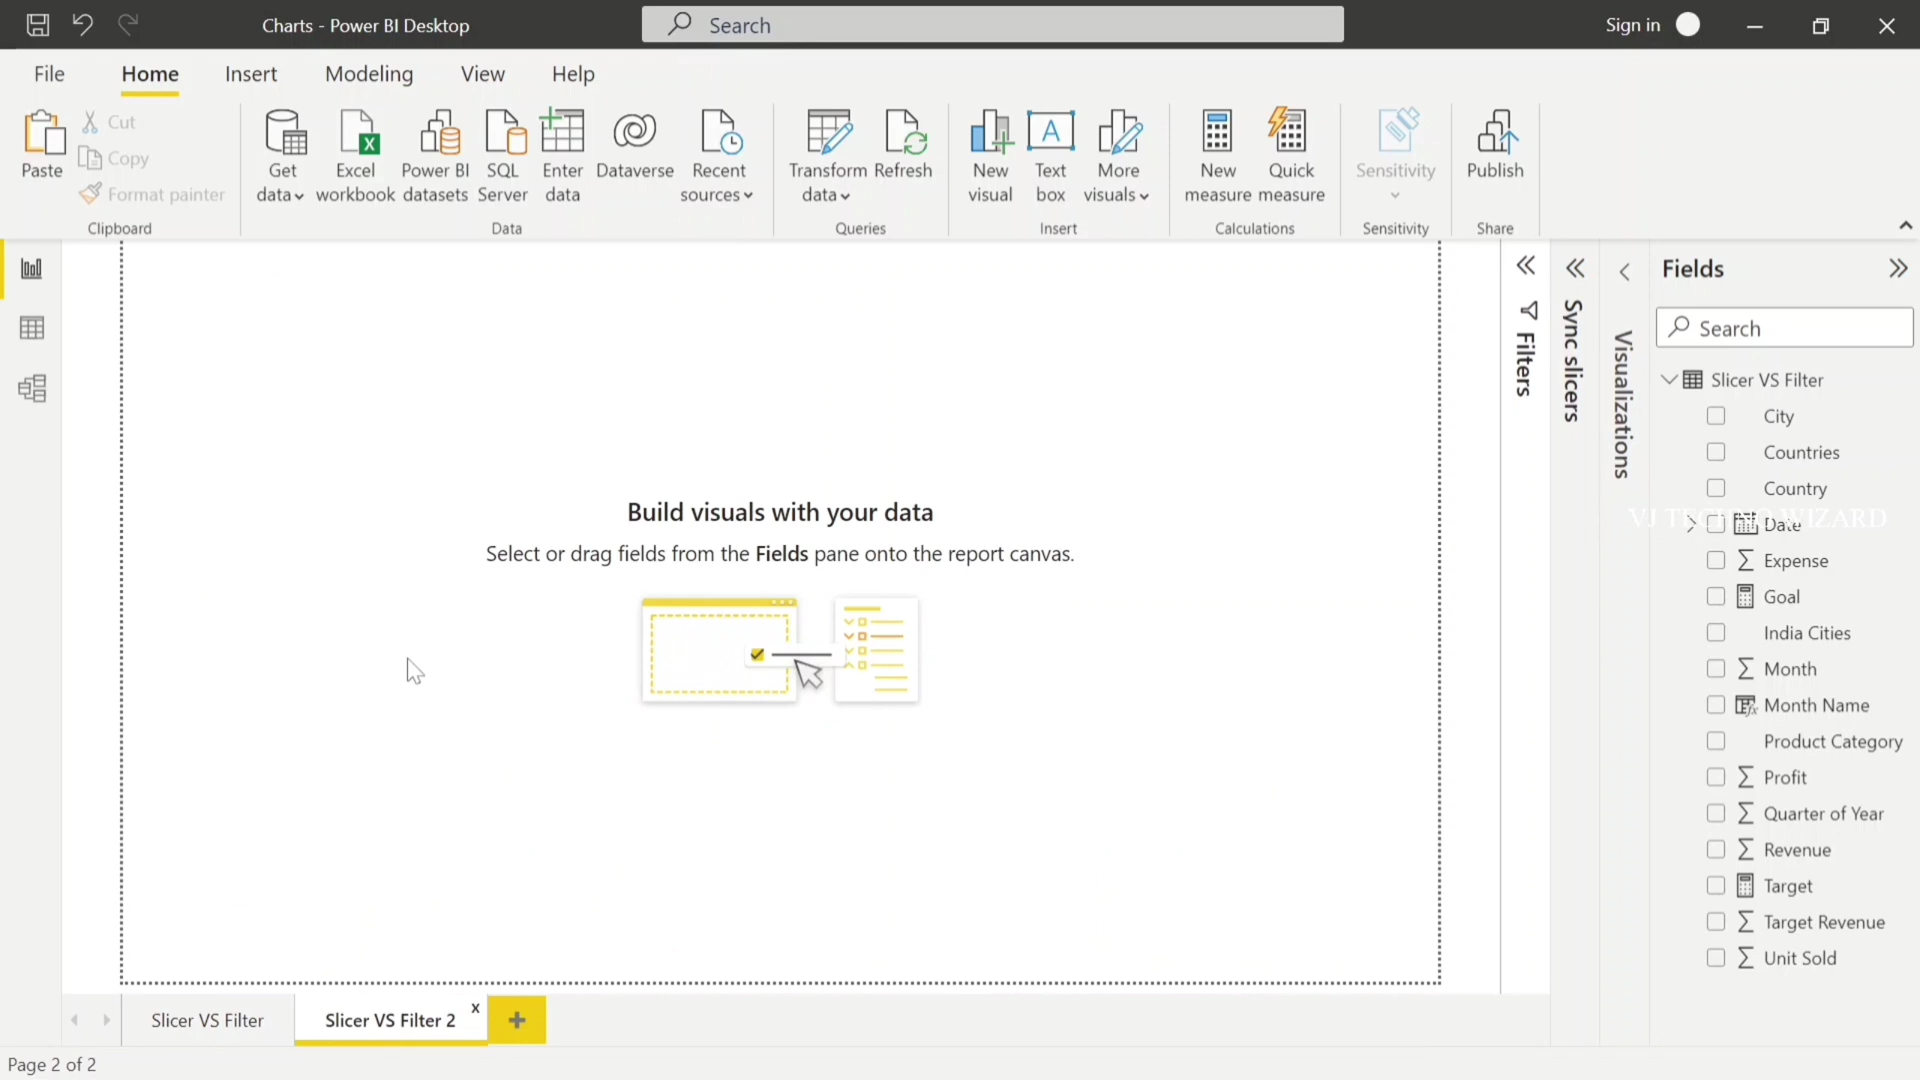 Charts - Power BI Desktop
Search
Sign in
File
Home
Insert
Modeling
View
Help
Paste
Cut
Copy
Format painter
Clipboard
Get data
Excel workbook
Power BI datasets
SQL Server
Enter data
Dataverse
Recent sources
Data
Transform data
Refresh
Queries
New visual
Text box
More visuals
Insert
New measure
Quick measure
Calculations
Sensitivity
Sensitivity
Publish
Share
Build visuals with your data
Select or drag fields from the Fields pane onto the report canvas.
Filters
Sync slicers
Visualizations
Fields
Search
Slicer VS Filter
City
Countries
Country
Date
VJ TECHNO WIZARD
Expense
Goal
India Cities
Month
Month Name
Product Category
Profit
Quarter of Year
Revenue
Target
Target Revenue
Unit Sold
Slicer VS Filter
Slicer VS Filter 2
Page 2 of 2